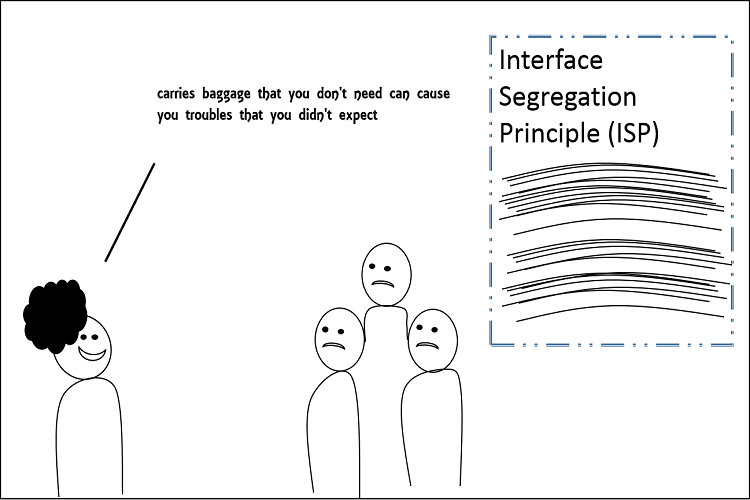 carries baggage that you don't need can cause
you troubles that you didn't expect
Interface
Segregation
Principle (ISP)